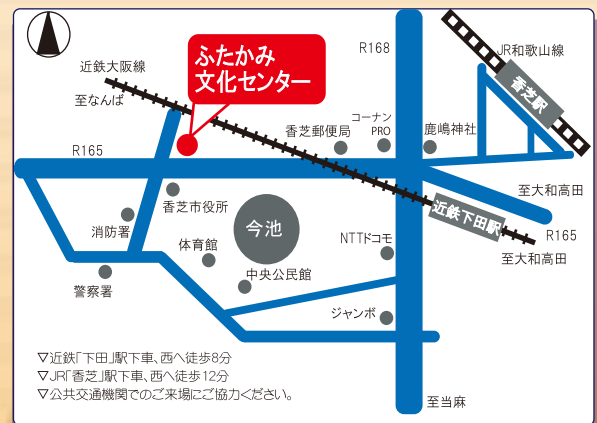 R168
JR和歌山線
香芝駅
近鉄大阪線
至なんば
ふたかみ
文化センター
コーナン
PRO
香芝郵便局
鹿嶋神社
R165
至大和高田
香芝市役所
近鉄下田駅
R165
至大和高田
消防署
今池
体育館
NTTドコモ
中央公民館
警察署
ジャンボ
▽近鉄「下田」駅下車、西へ徒歩8分
▽JR「香芝」駅下車、西へ徒歩12分
▽公共交通機関でのご来場にご協力ください。
至当麻